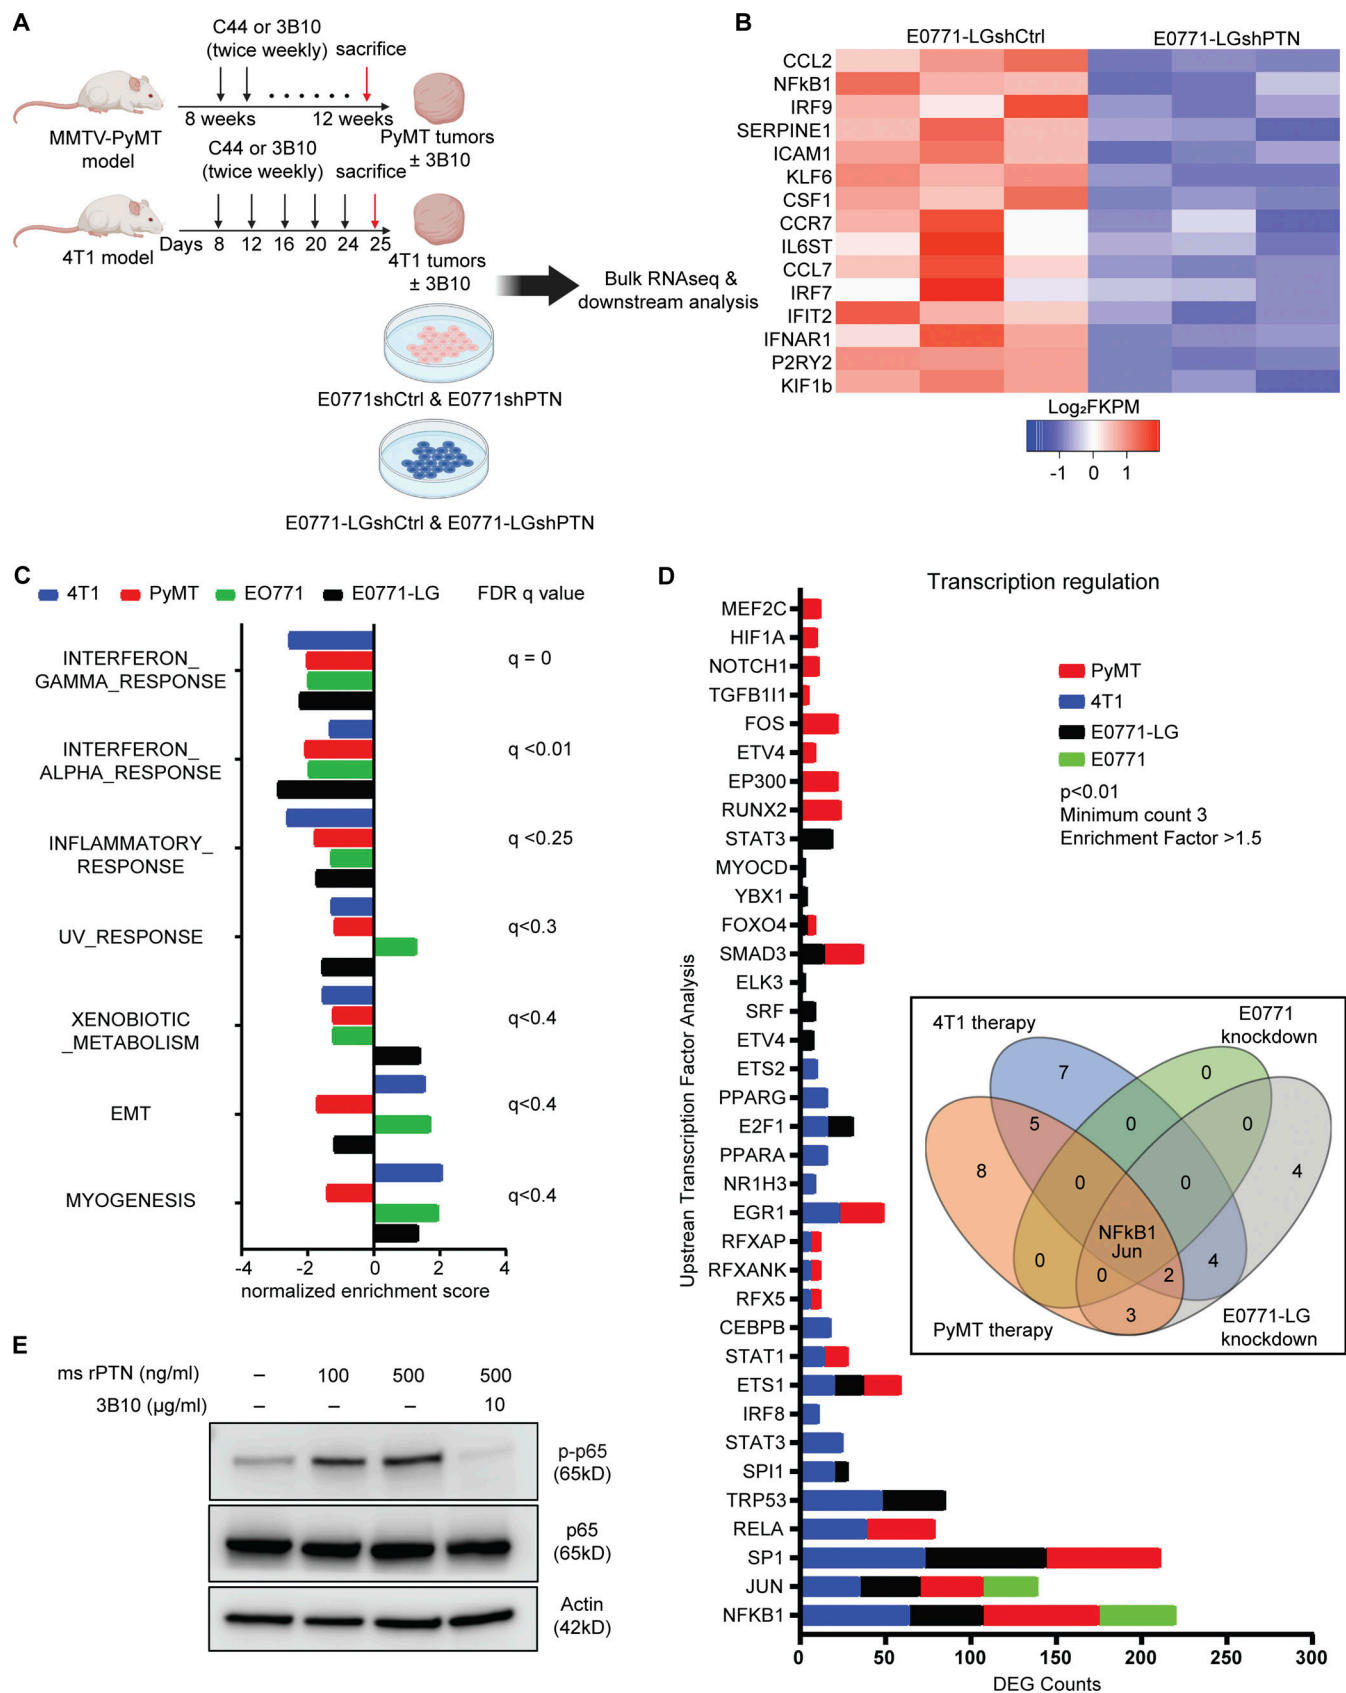 A
C44 or 3B10
(twice weekly)
sacrifice
8 weeks
12 weeks
MMTV-PyMT
model
PyMT tumors
± 3B10
C44 or 3B10
(twice weekly)
sacrifice
Days 8 12 16 20 24 25
4T1 model
4T1 tumors
± 3B10
Bulk RNAseq &
downstream analysis
E0771shCtrl & E0771shPTN
E0771-LGshCtrl & E0771-LGshPTN
B
E0771-LGshCtrl E0771-LGshPTN
CCL2
NFkB1
IRF9
SERPINE1
ICAM1
KLF6
CSF1
CCR7
IL6ST
CCL7
IRF7
IFIT2
IFNAR1
P2RY2
KIF1b
Log₂FKPM
-1 0 1
C
4T1 PyMT EO771 E0771-LG FDR q value
INTERFERON_
GAMMA_RESPONSE
q = 0
INTERFERON_
ALPHA_RESPONSE
q <0.01
INFLAMMATORY_
RESPONSE
q <0.25
UV_RESPONSE
q<0.3
XENOBIOTIC
_METABOLISM
q<0.4
EMT
q<0.4
MYOGENESIS
q<0.4
-4 -2 0 2 4
normalized enrichment score
D
Transcription regulation
Upstrean Transcription Factor Analysis
MEF2C
HIF1A
NOTCH1
TGFB1I1
FOS
ETV4
EP300
RUNX2
STAT3
MYOCD
YBX1
FOXO4
SMAD3
ELK3
SRF
ETV4
ETS2
PPARG
E2F1
PPARA
NR1H3
EGR1
RFXAP
RFXANK
RFX5
CEBPB
STAT1
ETS1
IRF8
STAT3
SPI1
TRP53
RELA
SP1
JUN
NFKB1
0 50 100 150 200 250 300
DEG Counts
PyMT
4T1
E0771-LG
E0771
p<0.01
Minimum count 3
Enrichment Factor >1.5
4T1 therapy
E0771
knockdown
7
0
5
0
0
8
0
0
4
NFkB1
Jun
0
0
2
4
3
PyMT therapy
E0771-LG
knockdown
E
ms rPTN (ng/ml) – 100 500 500
3B10 (µg/ml) – – – 10
p-p65
(65kD)
p65
(65kD)
Actin
(42kD)